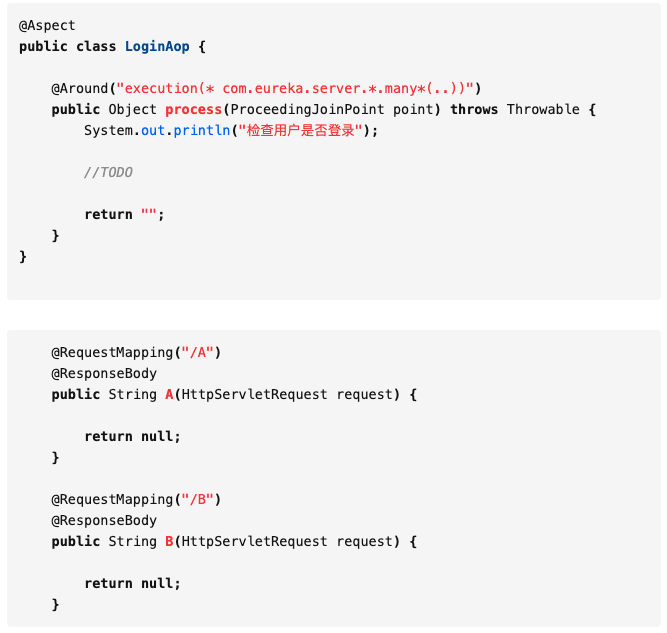 @Aspect
public class LoginAop {
@Around("execution(* com.eureka.server.*.many*(..))")
public Object process(ProceedingJoinPoint point) throws Throwable {
System.out.println("检查用户是否登录");
//TODO
return "";
}
}
@RequestMapping("/A")
@ResponseBody
public String A(HttpServletRequest request) {
return null;
}
@RequestMapping("/B")
@ResponseBody
public String B(HttpServletRequest request) {
return null;
}